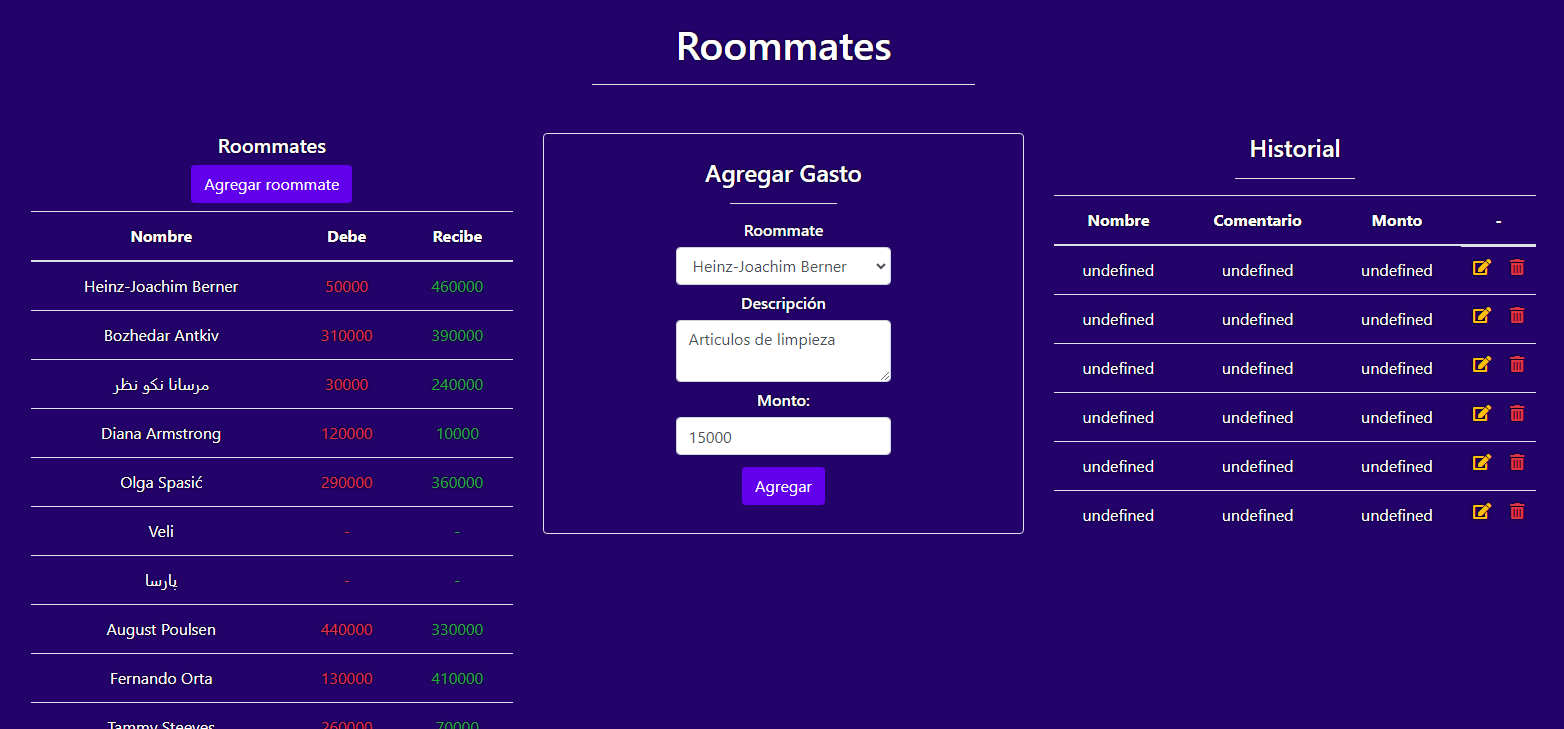 Roommates
Roommates
Agregar roommate
Nombre Debe Recibe
Heinz-Joachim Berner 50000 460000
Bozhedar Antkiv 310000 390000
مرسانا نكو نظر 30000 240000
Diana Armstrong 120000 10000
Olga Spasić 290000 360000
Veli - -
پارسا - -
August Poulsen 440000 330000
Fernando Orta 130000 410000
Tammy Steeves 260000 70000
Agregar Gasto
Roommate
Heinz-Joachim Berner
Descripción
Articulos de limpieza
Monto:
15000
Agregar
Historial
Nombre Comentario Monto -
undefined undefined undefined
undefined undefined undefined
undefined undefined undefined
undefined undefined undefined
undefined undefined undefined
undefined undefined undefined